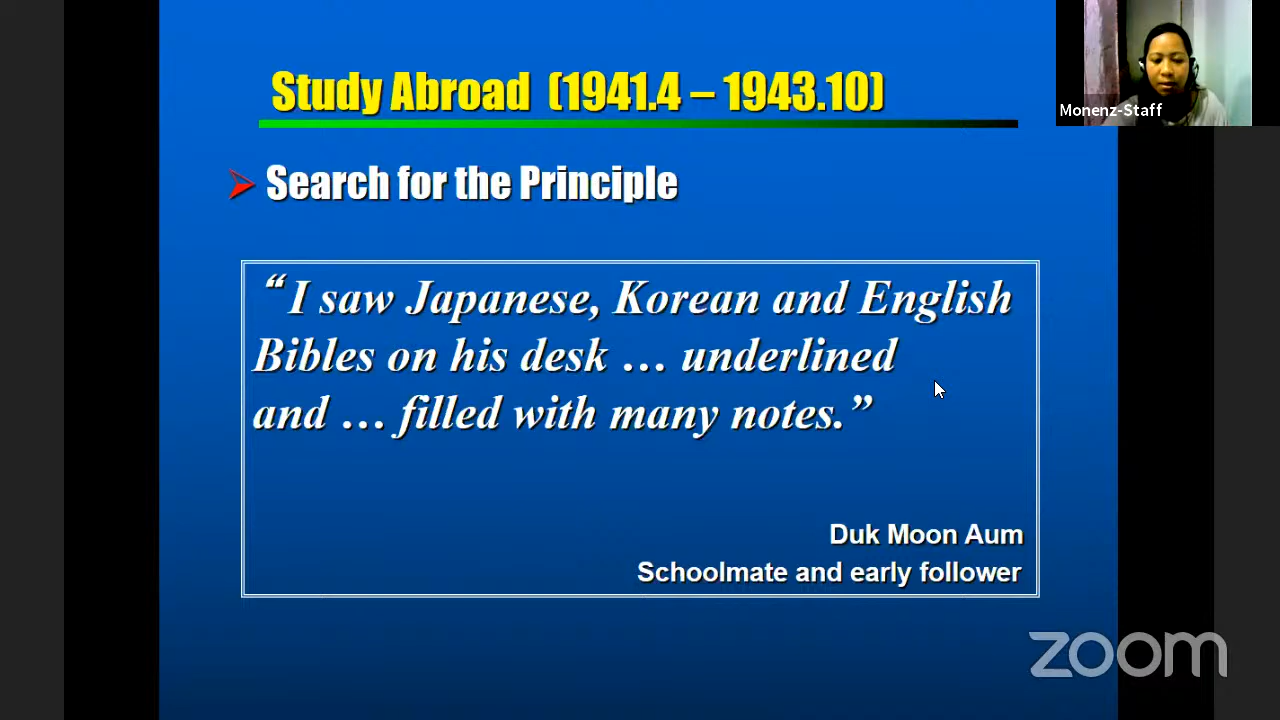 Study Abroad (1941.4 – 1943.10)
Monenz-Staff
Search for the Principle
“I saw Japanese, Korean and English
Bibles on his desk … underlined
and … filled with many notes.”
Duk Moon Aum
Schoolmate and early follower
zoom